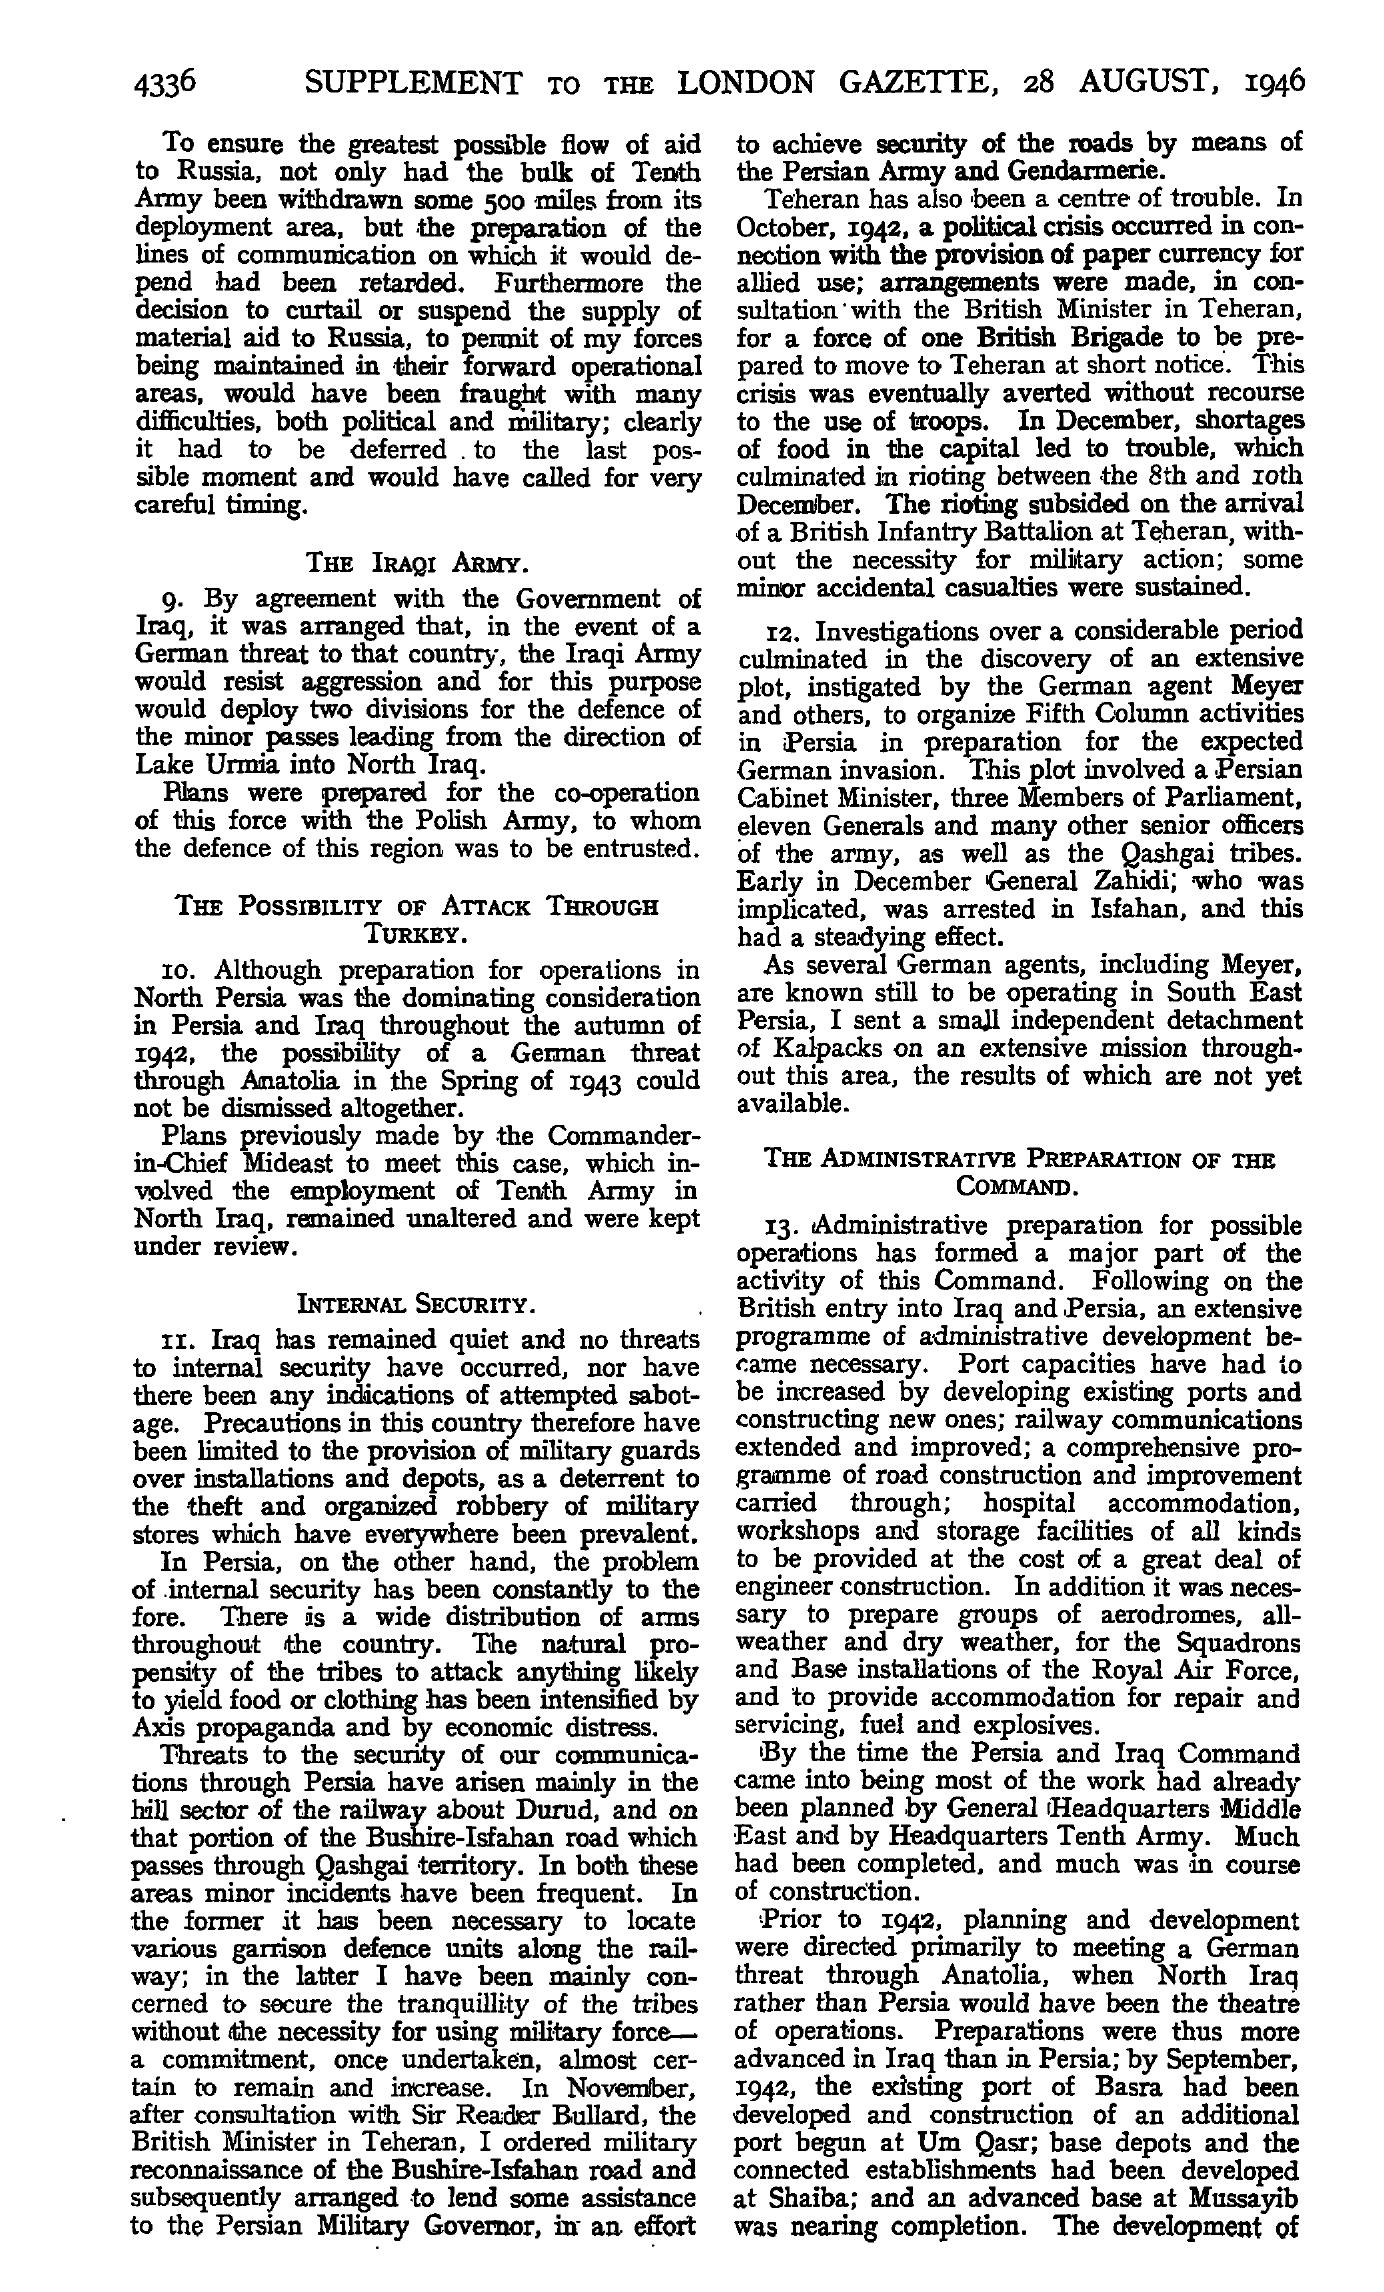 4336 SUPPLEMENT TO THE LONDON GAZETTE, 28 AUGUST, 1946
To ensure the greatest possible flow of aid
to Russia, not only had the bulk of Tenth
Army been withdrawn some 500 miles from its
deployment area, but the preparation of the
lines of communication on which it would de-
pend had been retarded. Furthermore the
decision to curtail or suspend the supply of
material aid to Russia, to permit of my forces
being maintained in their forward operational
areas, would have been fraught with many
difficulties, both political and military; clearly
it had to be deferred to the last pos-
sible moment and would have called for very
careful timing.
THE IRAQI ARMY.
9. By agreement with the Government of
Iraq, it was arranged that, in the event of a
German threat to that country, the Iraqi Army
would resist aggression and for this purpose
would deploy two divisions for the defence of
the minor passes leading from the direction of
Lake Urmia into North Iraq.
Plans were prepared for the co-operation
of this force with the Polish Army, to whom
the defence of this region was to be entrusted.
THE POSSIBILITY OF ATTACK THROUGH
TURKEY.
10. Although preparation for operations in
North Persia was the dominating consideration
in Persia and Iraq throughout the autumn of
1942, the possibility of a German threat
through Anatolia in the Spring of 1943 could
not be dismissed altogether.
Plans previously made by the Commander-
in-Chief Mideast to meet this case, which in-
volved the employment of Tenth Army in
North Iraq, remained unaltered and were kept
under review.
INTERNAL SECURITY.
11. Iraq has remained quiet and no threats
to internal security have occurred, nor have
there been any indications of attempted sabot-
age. Precautions in this country therefore have
been limited to the provision of military guards
over installations and depots, as a deterrent to
the theft and organized robbery of military
stores which have everywhere been prevalent.
In Persia, on the other hand, the problem
of internal security has been constantly to the
fore. There is a wide distribution of arms
throughout the country. The natural pro-
pensity of the tribes to attack anything likely
to yield food or clothing has been intensified by
Axis propaganda and by economic distress.
Threats to the security of our communica-
tions through Persia have arisen mainly in the
hill sector of the railway about Durud, and on
that portion of the Bushire-Isfahan road which
passes through Qashgai territory. In both these
areas minor incidents have been frequent. In
the former it has been necessary to locate
various garrison defence units along the rail-
way; in the latter I have been mainly con-
cerned to secure the tranquillity of the tribes
without the necessity for using military force—
a commitment, once undertaken, almost cer-
tain to remain and increase. In November,
after consultation with Sir Reader Bullard, the
British Minister in Teheran, I ordered military
reconnaissance of the Bushire-Isfahan road and
subsequently arranged to lend some assistance
to the Persian Military Governor, in an effort
to achieve security of the roads by means of
the Persian Army and Gendarmerie.
Teheran has also been a centre of trouble. In
October, 1942, a political crisis occurred in con-
nection with the provision of paper currency for
allied use; arrangements were made, in con-
sultation with the British Minister in Teheran,
for a force of one British Brigade to be pre-
pared to move to Teheran at short notice. This
crisis was eventually averted without recourse
to the use of troops. In December, shortages
of food in the capital led to trouble, which
culminated in rioting between the 8th and 10th
December. The rioting subsided on the arrival
of a British Infantry Battalion at Teheran, with-
out the necessity for military action; some
minor accidental casualties were sustained.
12. Investigations over a considerable period
culminated in the discovery of an extensive
plot, instigated by the German agent Meyer
and others, to organize Fifth Column activities
in Persia in preparation for the expected
German invasion. This plot involved a Persian
Cabinet Minister, three Members of Parliament,
eleven Generals and many other senior officers
of the army, as well as the Qashgai tribes.
Early in December General Zahidi; who was
implicated, was arrested in Isfahan, and this
had a steadying effect.
As several German agents, including Meyer,
are known still to be operating in South East
Persia, I sent a small independent detachment
of Kalpacks on an extensive mission through-
out this area, the results of which are not yet
available.
THE ADMINISTRATIVE PREPARATION OF THE
COMMAND.
13. Administrative preparation for possible
operations has formed a major part of the
activity of this Command. Following on the
British entry into Iraq and Persia, an extensive
programme of administrative development be-
came necessary. Port capacities have had to
be increased by developing existing ports and
constructing new ones; railway communications
extended and improved; a comprehensive pro-
gramme of road construction and improvement
carried through; hospital accommodation,
workshops and storage facilities of all kinds
to be provided at the cost of a great deal of
engineer construction. In addition it was neces-
sary to prepare groups of aerodromes, all-
weather and dry weather, for the Squadrons
and Base installations of the Royal Air Force,
and to provide accommodation for repair and
servicing, fuel and explosives.
By the time the Persia and Iraq Command
came into being most of the work had already
been planned by General Headquarters Middle
East and by Headquarters Tenth Army. Much
had been completed, and much was in course
of construction.
Prior to 1942, planning and development
were directed primarily to meeting a German
threat through Anatolia, when North Iraq
rather than Persia would have been the theatre
of operations. Preparations were thus more
advanced in Iraq than in Persia; by September,
1942, the existing port of Basra had been
developed and construction of an additional
port begun at Um Qasr; base depots and the
connected establishments had been developed
at Shaiba; and an advanced base at Mussayib
was nearing completion. The development of